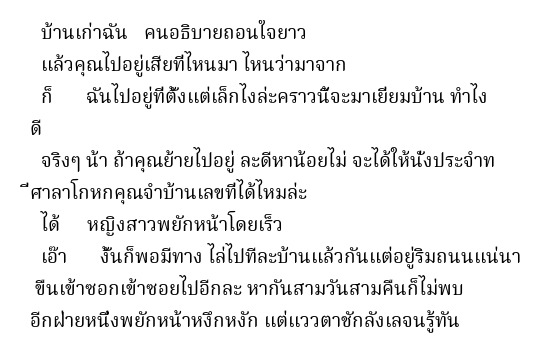 บ้านเก่าฉัน คนอธิบายถอนใจยาว
แล้วคุณไปอยู่เสียที่ไหนมา ไหนว่ามาจาก
ก็ ฉันไปอยู่ที่ตั้งแต่เล็กไงล่ะคราวนี้จะมาเยี่ยมบ้าน ทำไง
ดี
จริงๆ น้า ถ้าคุณย้ายไปอยู่ ละดีหาน้อยไม่ จะได้ให้นั่งประจำท
ี่ศาลาโกหกคุณจำบ้านเลขที่ได้ไหมล่ะ
ได้ หญิงสาวพยักหน้าโดยเร็ว
เอ๊า งั้นก็พอมีทาง ไล่ไปทีละบ้านแล้วกันแต่อยู่ริมถนนแน่นา
ขืนเข้าซอกเข้าซอยไปอีกละ หากันสามวันสามคืนก็ไม่พบ
อีกฝ่ายหนึ่งพยักหน้าหงึกหงัก แต่แววตาชักลังเลจนรู้ทัน